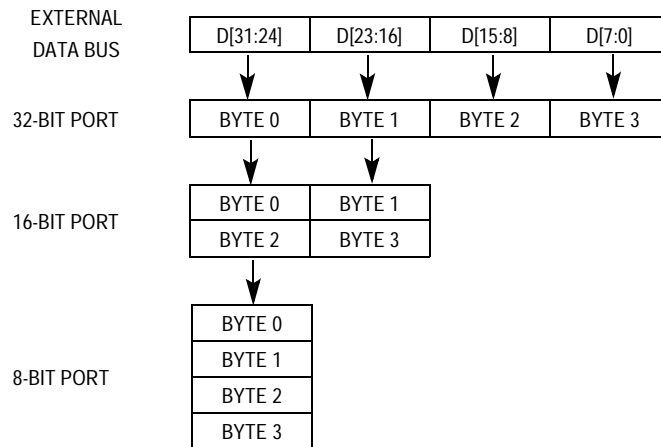 EXTERNAL
DATA BUS
D[31:24] D[23:16] D[15:8] D[7:0]
32-BIT PORT BYTE 0 BYTE 1 BYTE 2 BYTE 3
16-BIT PORT
BYTE 0 BYTE 1
BYTE 2 BYTE 3
8-BIT PORT
BYTE 0
BYTE 1
BYTE 2
BYTE 3